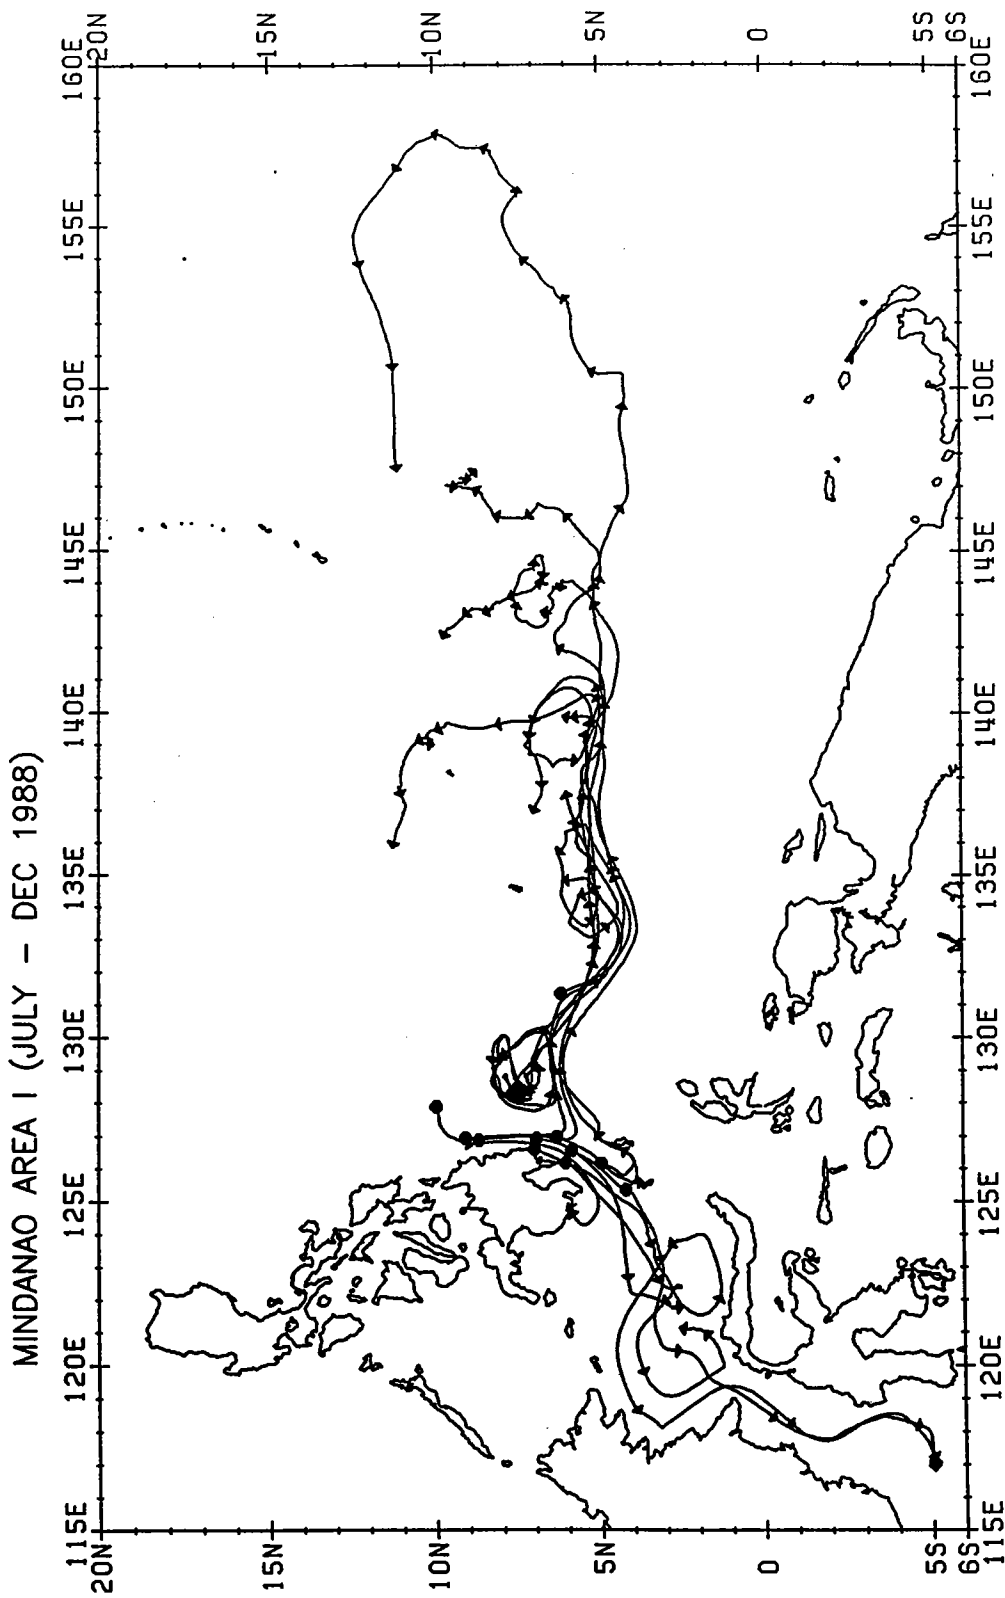 MINDANAO AREA I (JULY - DEC 1988)
115E 120E 125E 130E 135E 140E 145E 150E 155E 160E
20N 20N
15N 15N
10N 10N
5N 5N
0 0
5S 5S
6S 6S
115E 120E 125E 130E 135E 140E 145E 150E 155E 160E